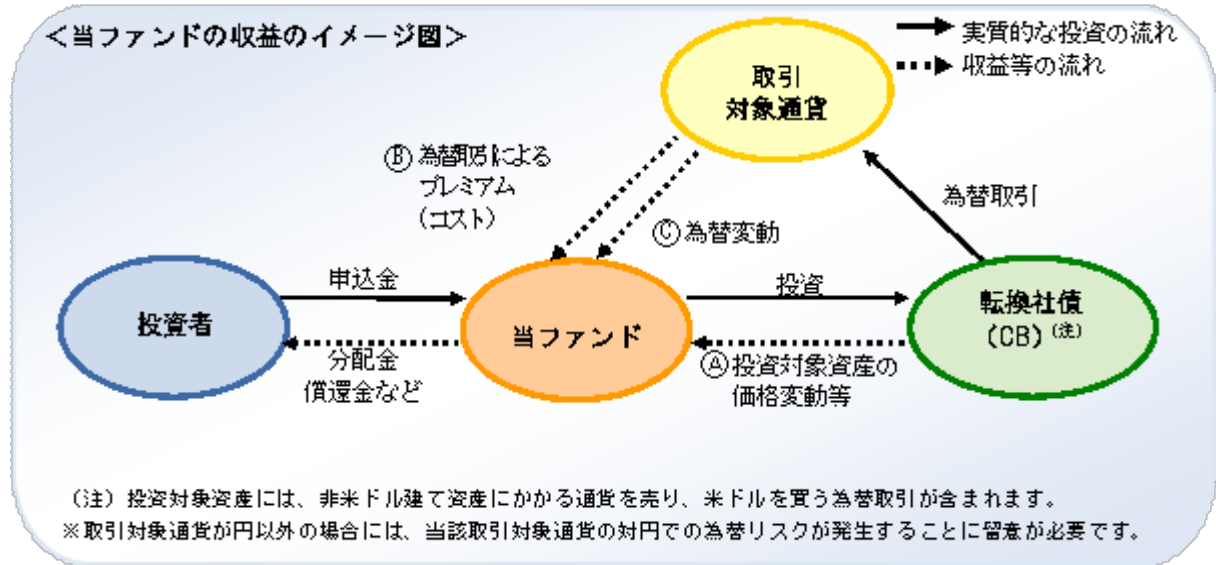 ＜当ファンドの収益のイメージ図＞
実質的な投資の流れ
収益等の流れ
取引
対象通貨
Ⓑ為替取引による
プレミアム
（コスト）
Ⓒ為替変動
為替取引
投資者
申込金
分配金
償還金など
当ファンド
投資
Ⓐ投資対象資産の
価格変動等
転換社債
(CB)（注）
（注）投資対象資産には、非米ドル建て資産にかかる通貨を売り、米ドルを買う為替取引が含まれます。
※取引対象通貨が円以外の場合には、当該取引対象通貨の対円での為替リスクが発生することに留意が必要です。